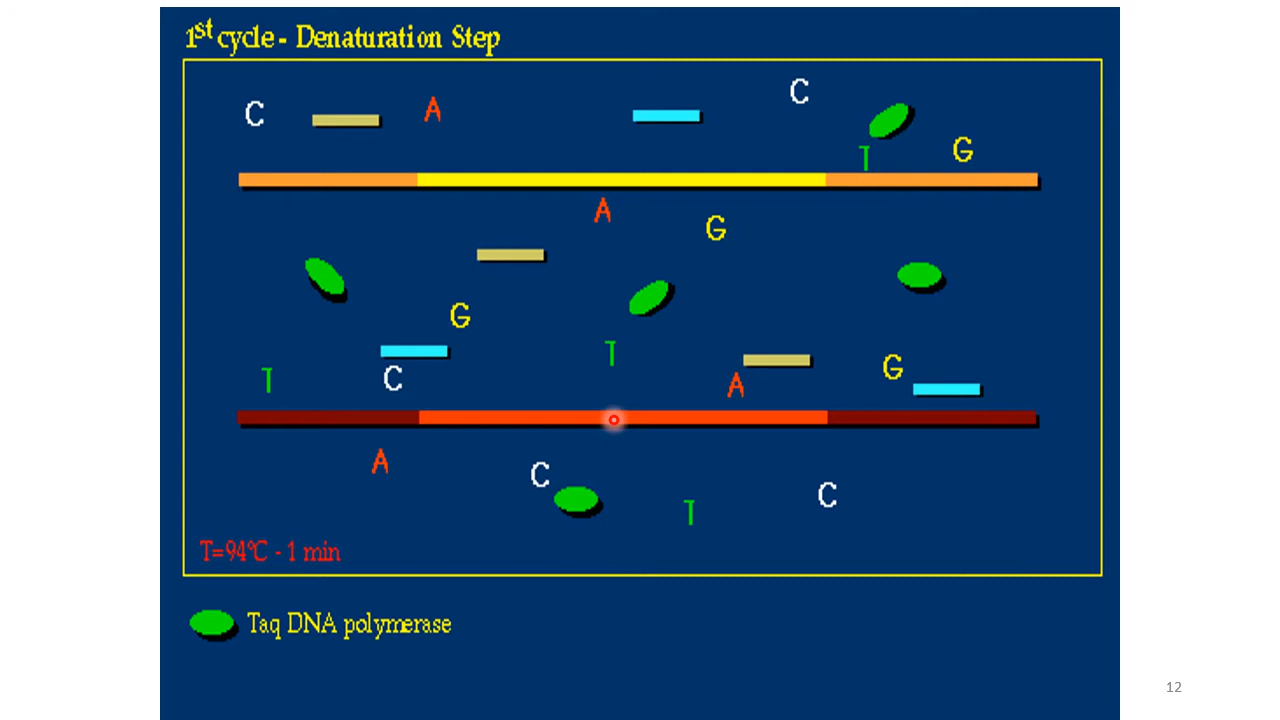 1st cycle - Denaturation Step
C A C
T G
A G
G
T C T A G
A C T C
T=94°C - 1 min
Taq DNA polymerase
12